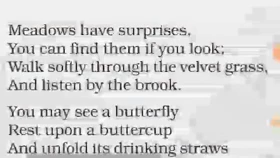 Meadows have surprises,
You can find them if you look;
Walk softly through the velvet grass,
And listen by the brook.
You may see a butterfly
Rest upon a buttercup
And unfold its drinking straws